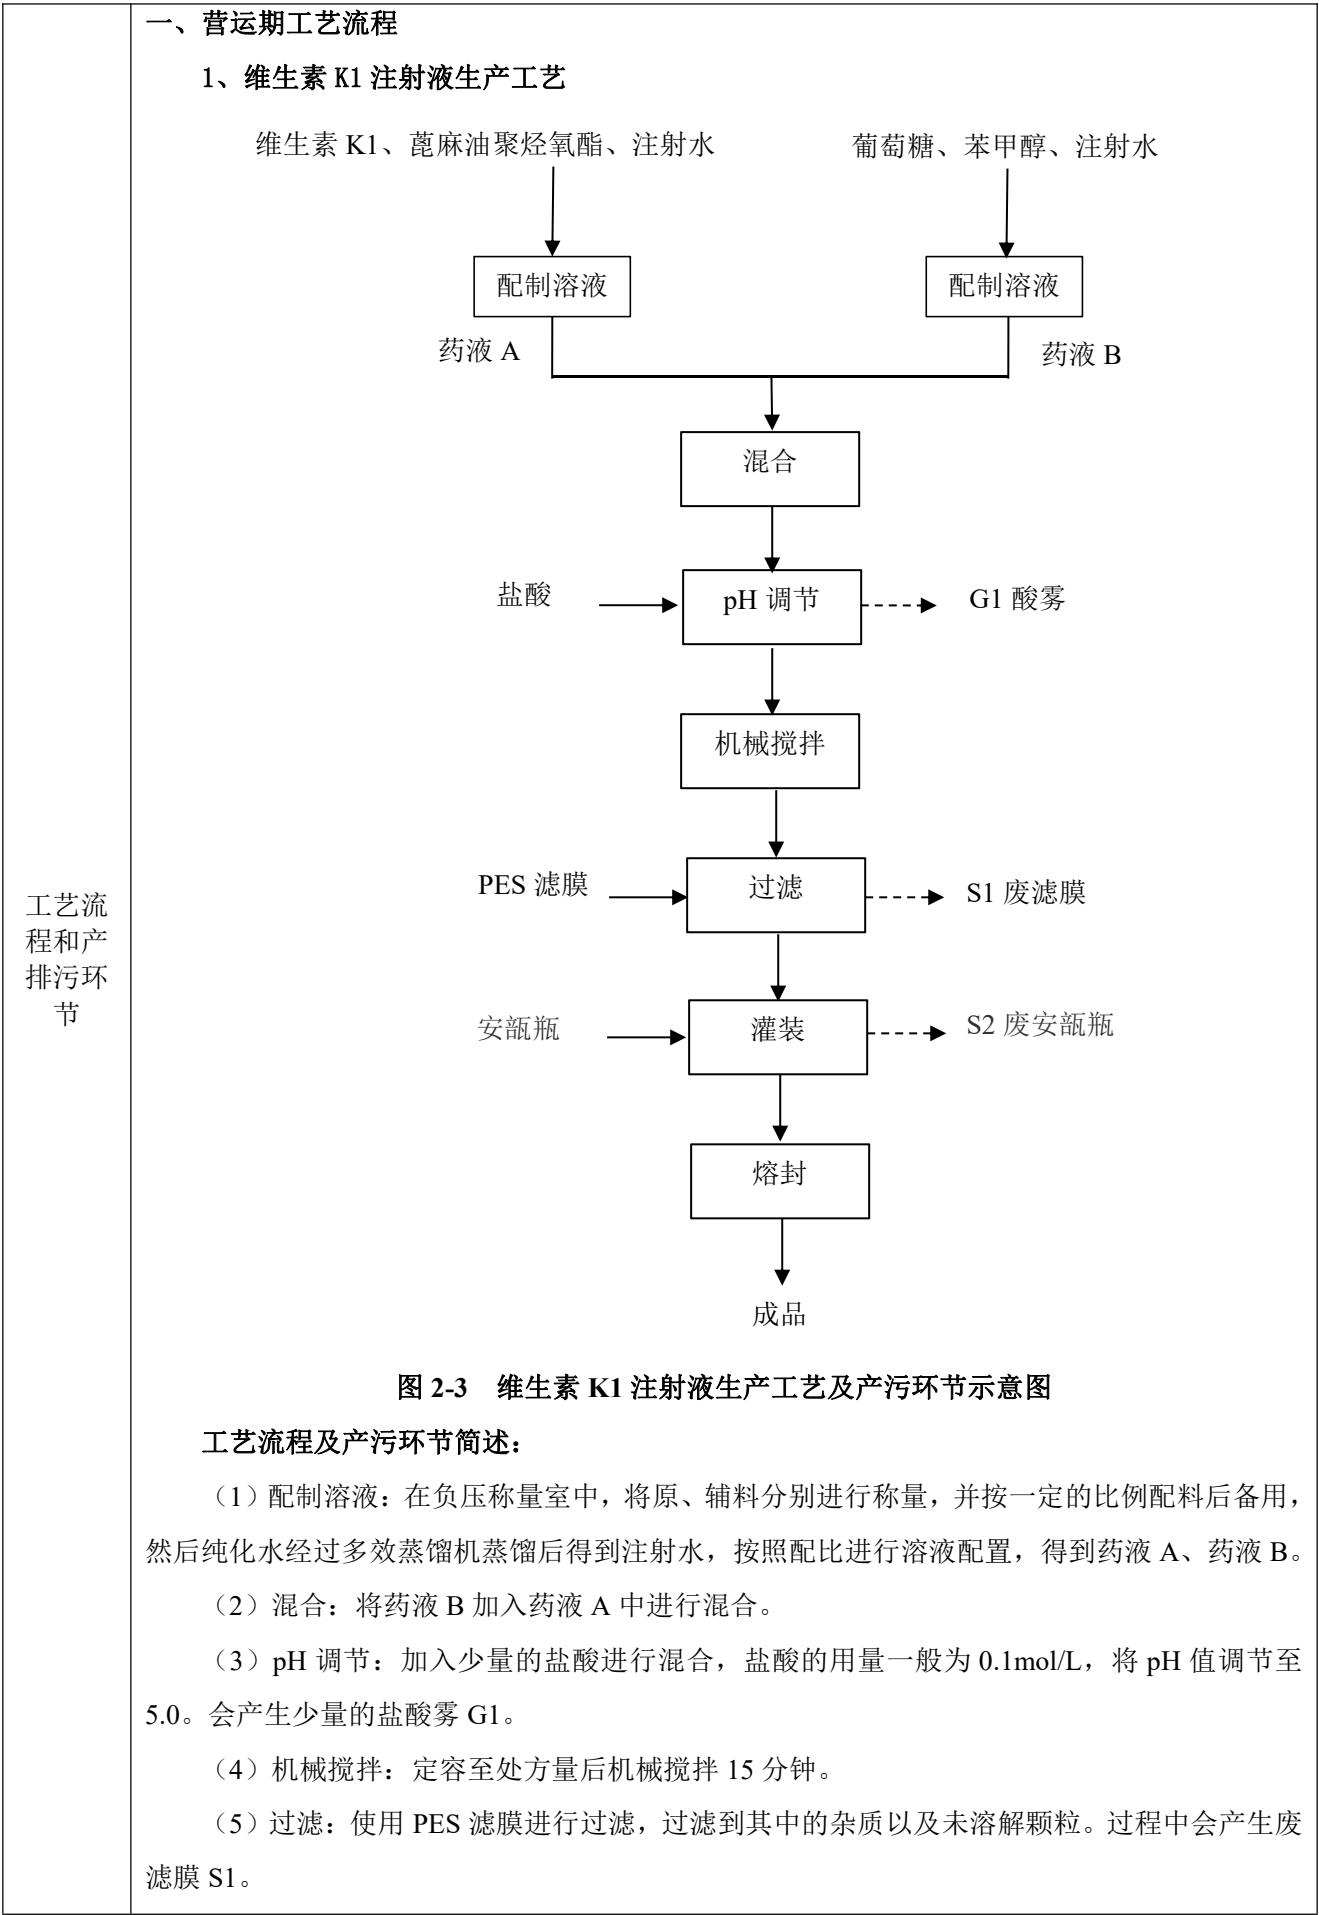 一、营运期工艺流程
1、维生素 K1 注射液生产工艺
维生素 K1、蓖麻油聚烃氧酯、注射水
葡萄糖、苯甲醇、注射水
配制溶液
配制溶液
药液 A
药液 B
混合
盐酸
pH 调节
G1 酸雾
机械搅拌
PES 滤膜
过滤
S1 废滤膜
安瓿瓶
灌装
S2 废安瓿瓶
熔封
成品
图 2-3 维生素 K1 注射液生产工艺及产污环节示意图
工艺流程及产污环节简述：
（1）配制溶液：在负压称量室中，将原、辅料分别进行称量，并按一定的比例配料后备用，
然后纯化水经过多效蒸馏机蒸馏后得到注射水，按照配比进行溶液配置，得到药液 A、药液 B。
（2）混合：将药液 B 加入药液 A 中进行混合。
（3）pH 调节：加入少量的盐酸进行混合，盐酸的用量一般为 0.1mol/L，将 pH 值调节至
5.0。会产生少量的盐酸雾 G1。
（4）机械搅拌：定容至处方量后机械搅拌 15 分钟。
（5）过滤：使用 PES 滤膜进行过滤，过滤到其中的杂质以及未溶解颗粒。过程中会产生废
滤膜 S1。
工艺流
程和产
排污环
节